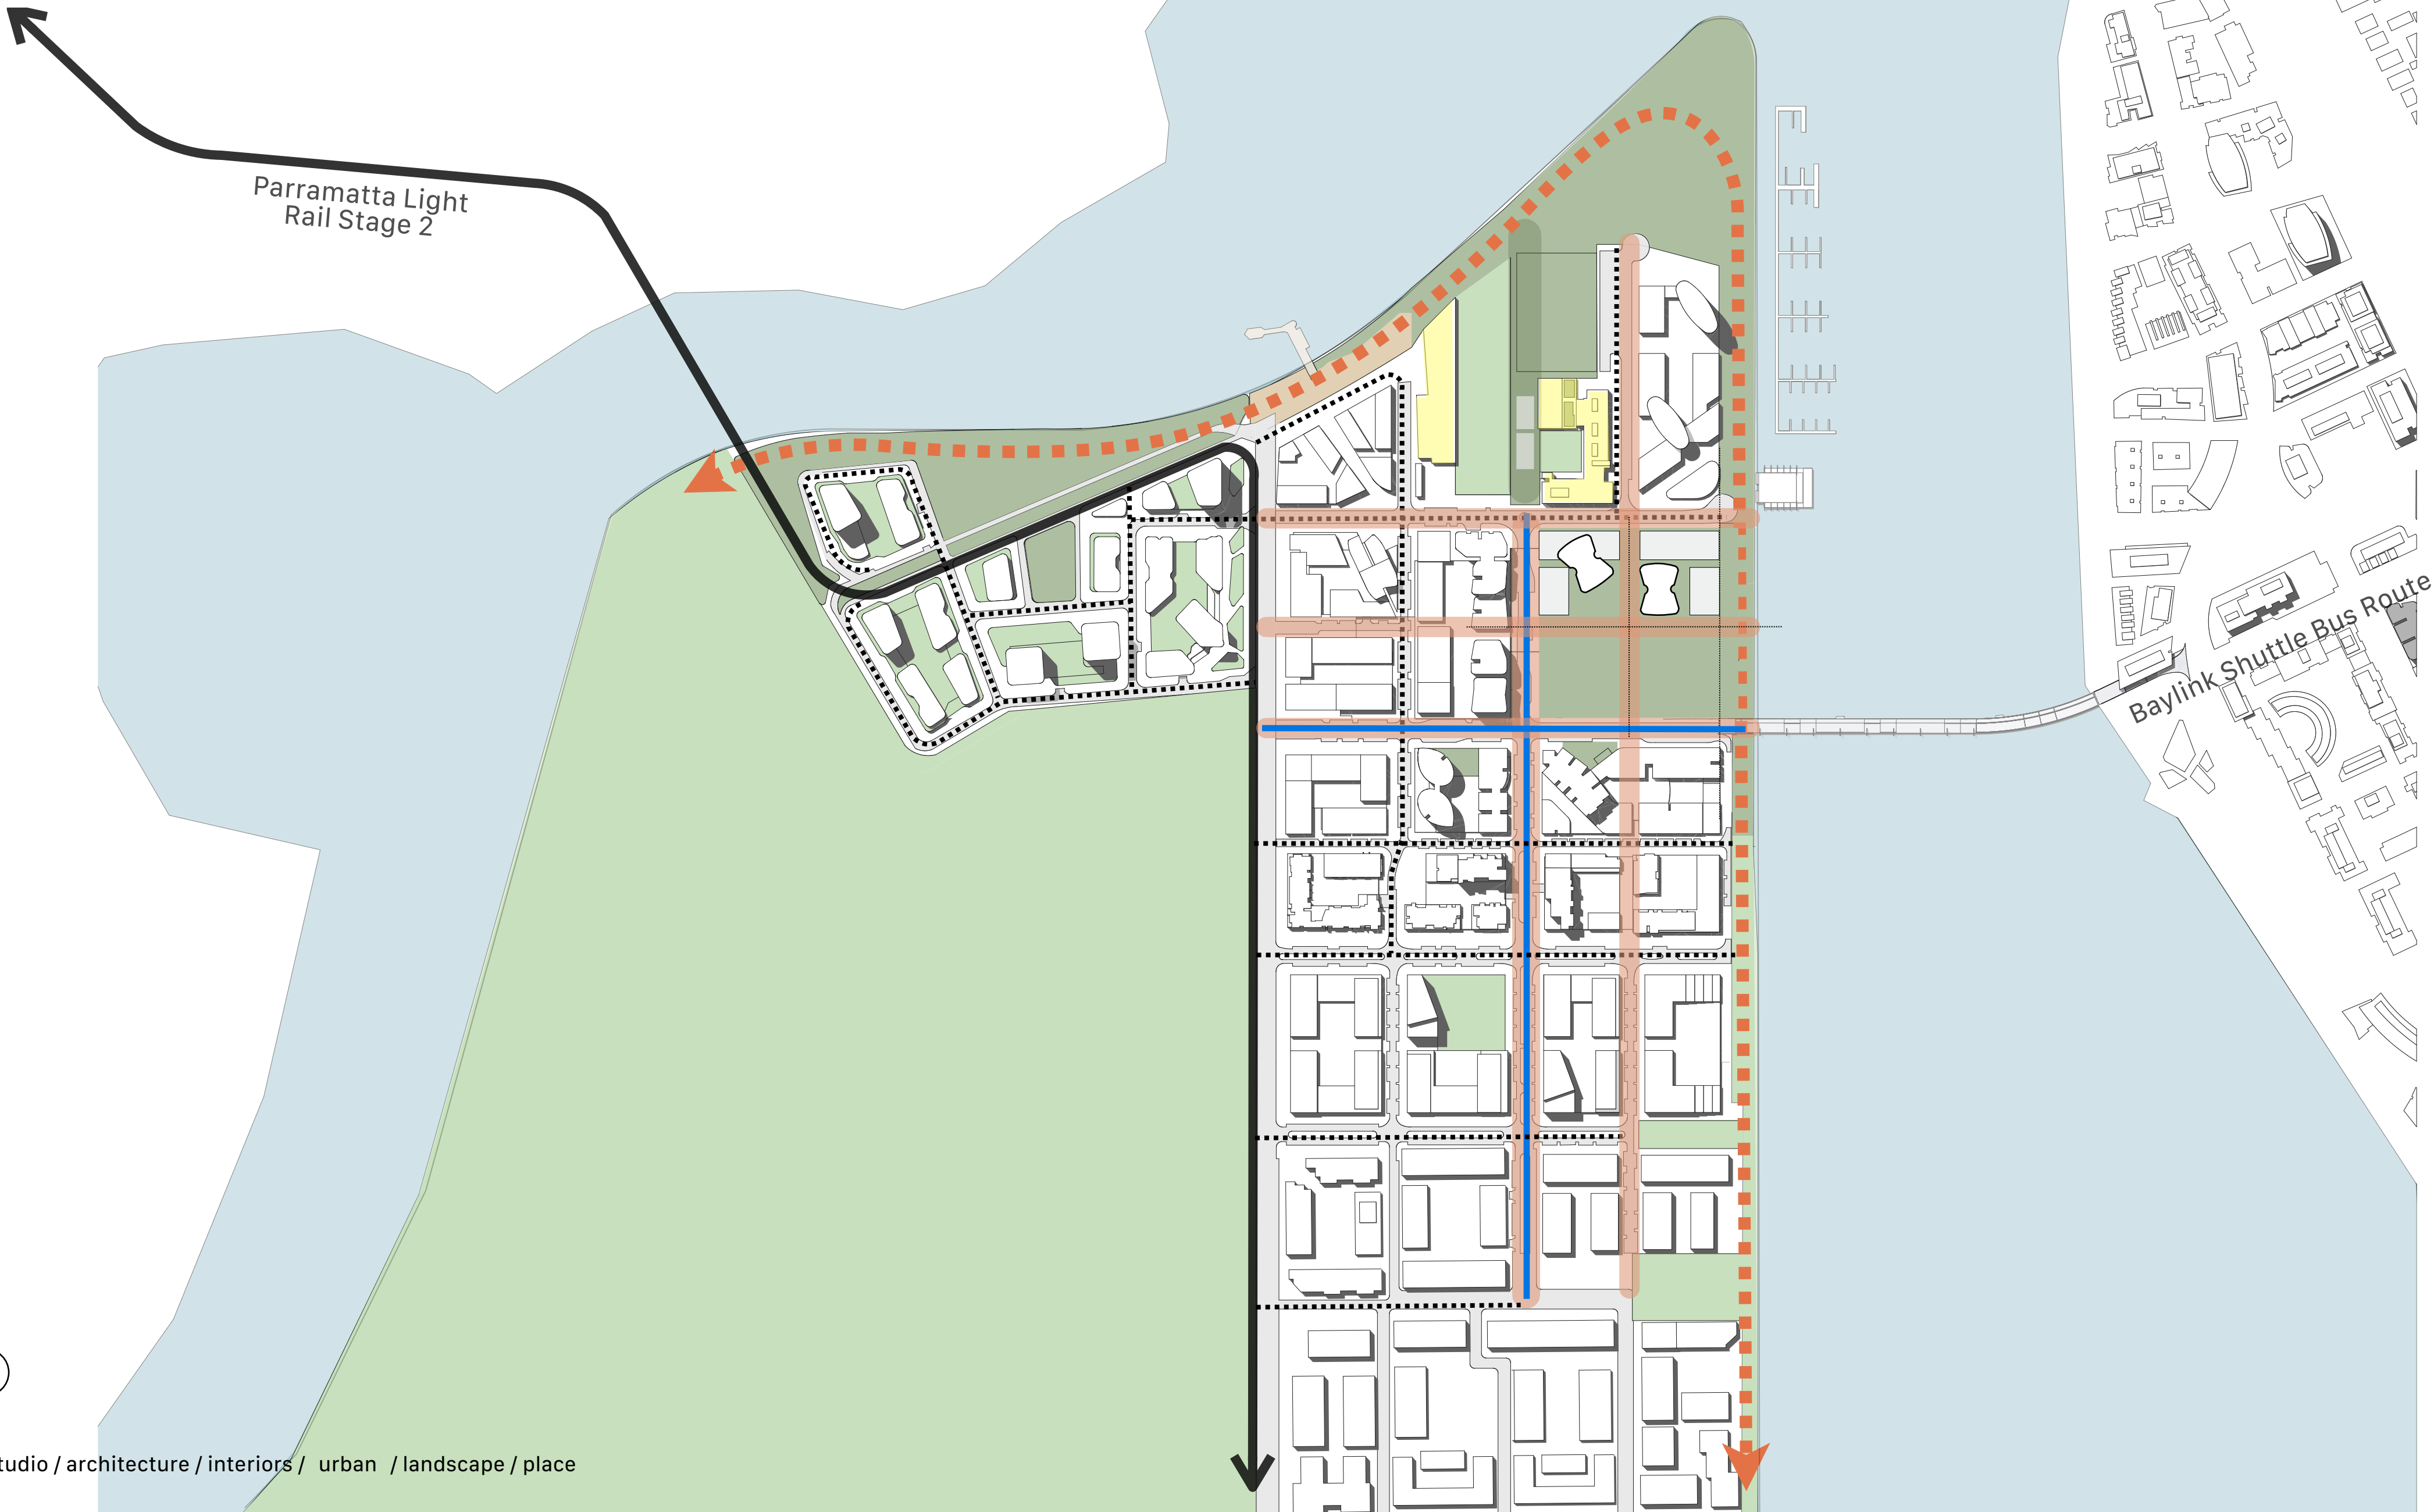 Parramatta Light
Rail Stage 2
Baylink Shuttle Bus Route
tudio / architecture / interiors / urban / landscape / place